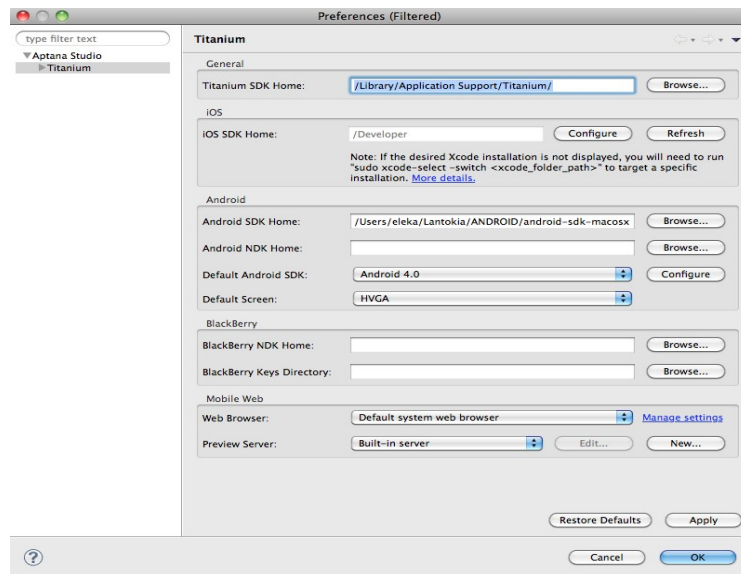 Preferences (Filtered)
type filter text
Aptana Studio
Titanium
Titanium
General
Titanium SDK Home: /Library/Application Support/Titanium/ Browse...
iOS
iOS SDK Home: /Developer Configure Refresh
Note: If the desired Xcode installation is not displayed, you will need to run
"sudo xcode-select -switch <xcode_folder_path>" to target a specific
installation. More details.
Android
Android SDK Home: /Users/eleka/Lantokia/ANDROID/android-sdk-macosx Browse...
Android NDK Home: Browse...
Default Android SDK: Android 4.0 Configure
Default Screen: HVGA
BlackBerry
BlackBerry NDK Home: Browse...
BlackBerry Keys Directory: Browse...
Mobile Web
Web Browser: Default system web browser Manage settings
Preview Server: Built-in server Edit... New...
Restore Defaults Apply
? Cancel OK